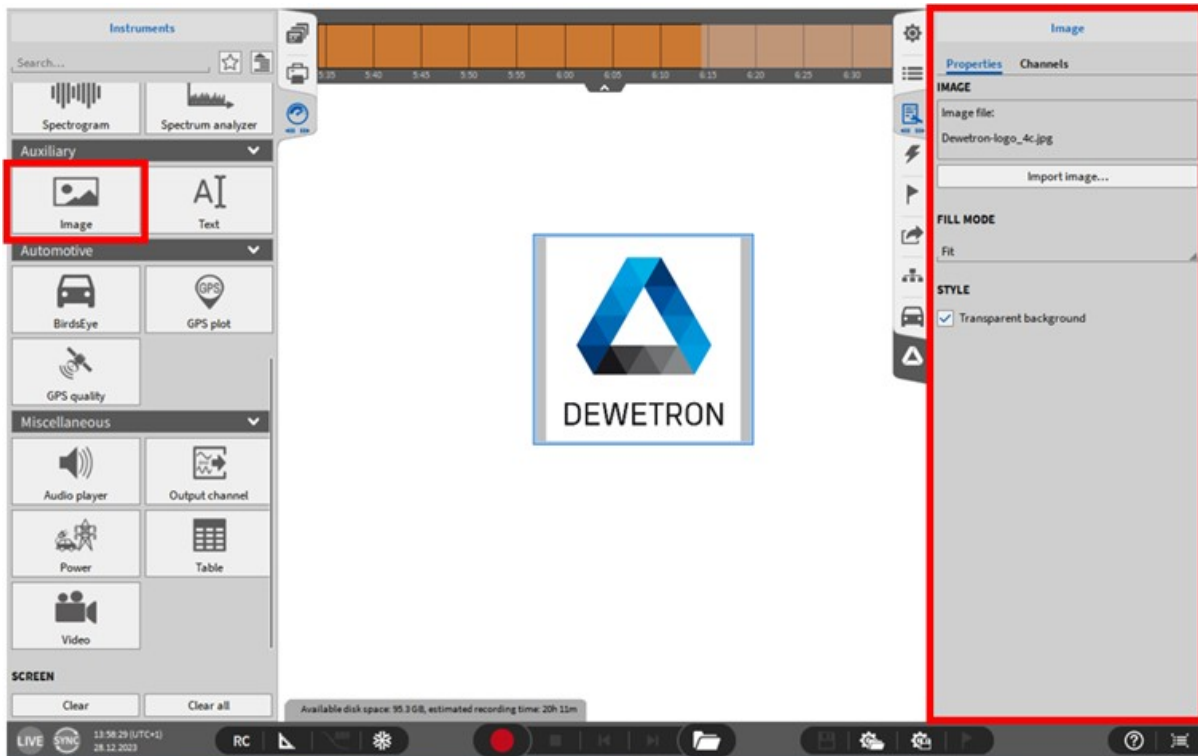 Instruments
Search...
Spectrogram
Spectrum analyzer
Auxiliary
Image
Text
Automotive
BirdsEye
GPS
GPS plot
GPS quality
Miscellaneous
Audio player
Output channel
Power
Table
Video
SCREEN
Clear
Clear all
5:35
5:40
5:45
5:50
5:55
6:00
6:05
6:10
6:15
6:20
6:25
6:30
DEWETRON
Available disk space: 95.3 GB, estimated recording time: 20h 11m
Image
Properties
Channels
IMAGE
Image file:
Dewetron-logo_4c.jpg
Import image...
FILL MODE
Fit
STYLE
Transparent background
LIVE
SYNC
13:58:29 (UTC+1)
28.12.2023
RC